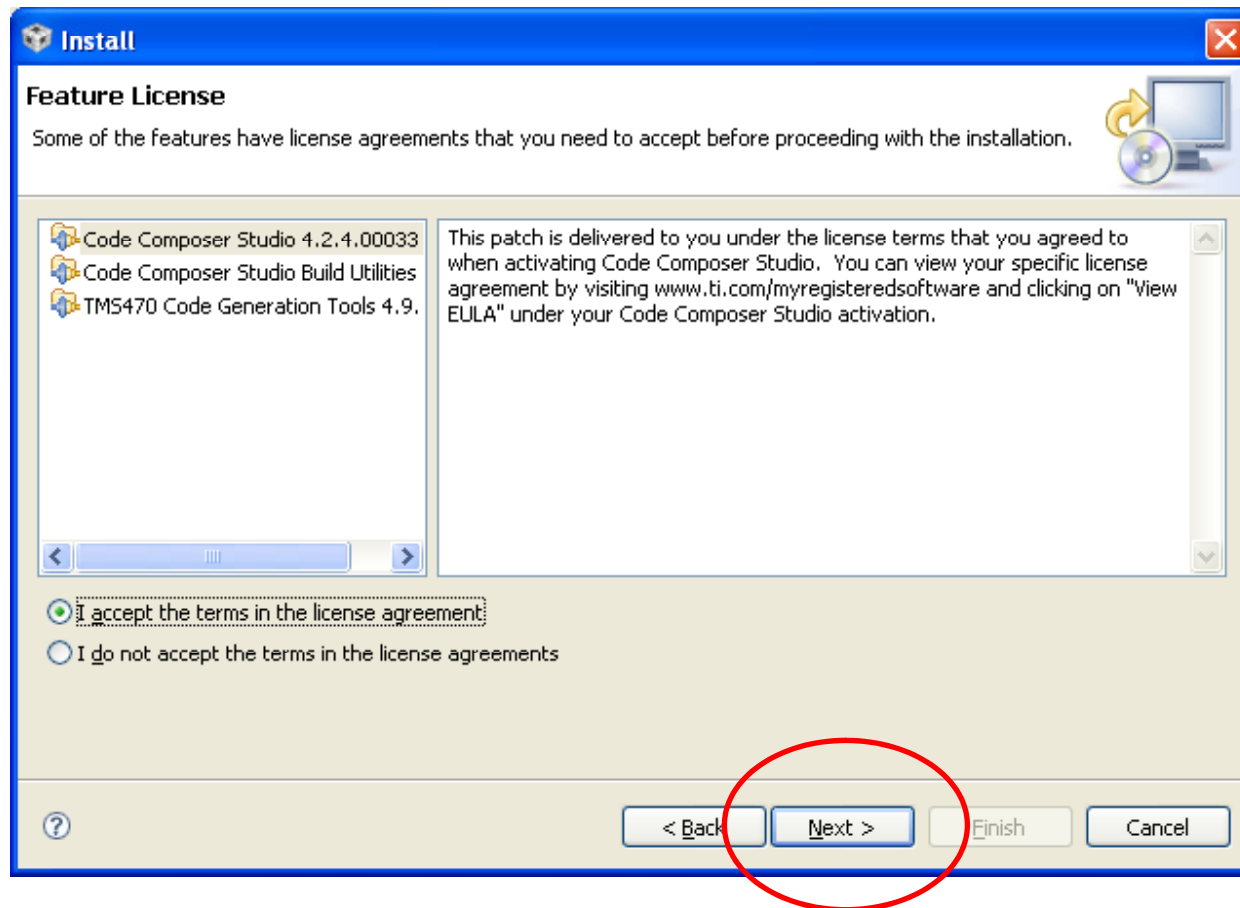 Install
Feature License
Some of the features have license agreements that you need to accept before proceeding with the installation.
Code Composer Studio 4.2.4.00033
Code Composer Studio Build Utilities
TMS470 Code Generation Tools 4.9.
This patch is delivered to you under the license terms that you agreed to
when activating Code Composer Studio.  You can view your specific license
agreement by visiting www.ti.com/myregisteredsoftware and clicking on "View
EULA" under your Code Composer Studio activation.
I accept the terms in the license agreement
I do not accept the terms in the license agreements
< Back
Next >
Finish
Cancel